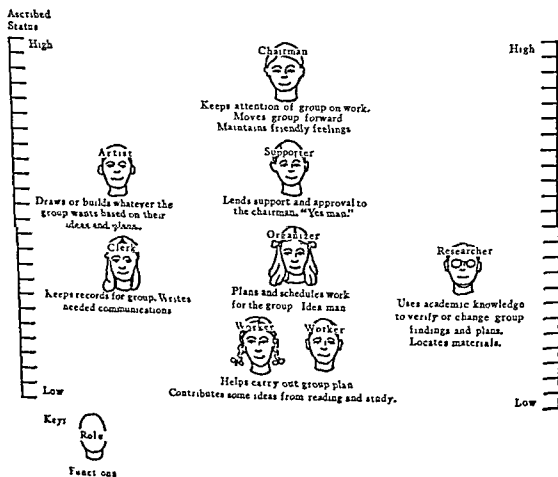 Ascribed
Status
High
High
Chairman
Keeps attention of group on work.
Moves group forward
Maintains friendly feelings
Artist
Supporter
Draws or builds whatever the
group wants based on their
ideas and plans.
Lends support and approval to
the chairman. "Yes man."
Clerk
Organizer
Researcher
Keeps records for group. Writes
needed communications
Plans and schedules work
for the group Idea man
Uses academic knowledge
to verify or change group
findings and plans.
Locates materials.
Worker
Worker
Helps carry out group plan
Contributes some ideas from reading and study.
Low
Low
Key:
Role
Funct ons